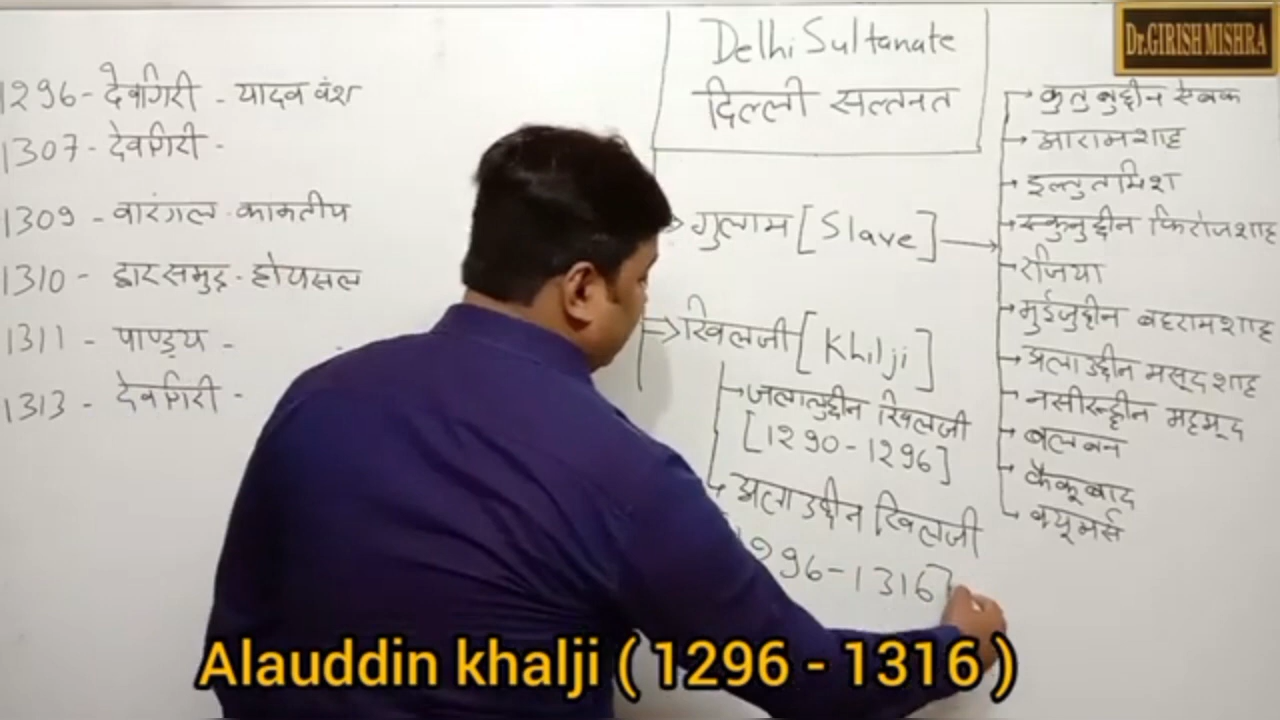 Dr.GIRISH MISHRA
Delhi Sultanate
दिल्ली सल्तनत
1296 - देवगिरी - यादव वंश
1307 - देवगिरी -
1309 - वारंगल - काकतीय
1310 - द्वारसमुद्र - होयसल
1311 - पाण्ड्य -
1313 - देवगिरी -
गुलाम [Slave]
कुतुबुद्दीन ऐबक
आरामशाह
इल्तुतमिश
रुकुनुद्दीन फिरोजशाह
रजिया
मुईजुद्दीन बहरामशाह
अलाउद्दीन मसूदशाह
नसीरुद्दीन महमूद
बलबन
कैकूबाद
क्यूमर्स
खिलजी [Khilji]
जलालुद्दीन खिलजी
[1290-1296]
अलाउद्दीन खिलजी
296-1316]
Alauddin khalji ( 1296 - 1316 )